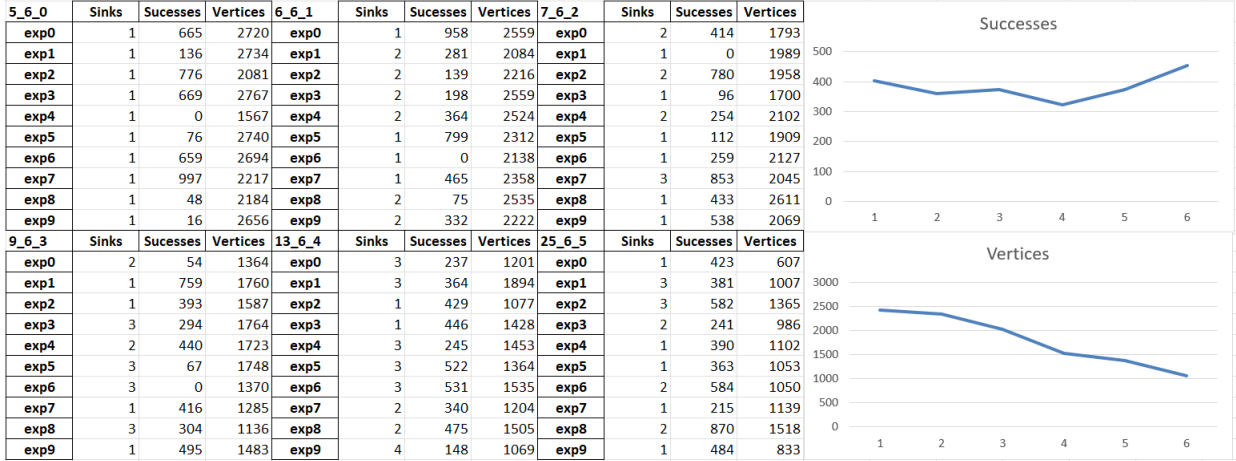 5_6_0 Sinks Sucesses Vertices 6_6_1 Sinks Sucesses Vertices 7_6_2 Sinks Sucesses Vertices
exp0 1 665 2720 exp0 1 958 2559 exp0 2 414 1793
exp1 1 136 2734 exp1 2 281 2084 exp1 1 0 1989
exp2 1 776 2081 exp2 2 139 2216 exp2 2 780 1958
exp3 1 669 2767 exp3 2 198 2559 exp3 1 96 1700
exp4 1 0 1567 exp4 2 364 2524 exp4 2 254 2102
exp5 1 76 2740 exp5 1 799 2312 exp5 1 112 1909
exp6 1 659 2694 exp6 1 0 2138 exp6 1 259 2127
exp7 1 997 2217 exp7 1 465 2358 exp7 3 853 2045
exp8 1 48 2184 exp8 2 75 2535 exp8 1 433 2611
exp9 1 16 2656 exp9 2 332 2222 exp9 1 538 2069
9_6_3 Sinks Sucesses Vertices 13_6_4 Sinks Sucesses Vertices 25_6_5 Sinks Sucesses Vertices
exp0 2 54 1364 exp0 3 237 1201 exp0 1 423 607
exp1 1 759 1760 exp1 3 364 1894 exp1 3 381 1007
exp2 1 393 1587 exp2 1 429 1077 exp2 3 582 1365
exp3 3 294 1764 exp3 1 446 1428 exp3 2 241 986
exp4 2 440 1723 exp4 3 245 1453 exp4 1 390 1102
exp5 3 67 1748 exp5 3 522 1364 exp5 1 363 1053
exp6 3 0 1370 exp6 3 531 1535 exp6 2 584 1050
exp7 1 416 1285 exp7 2 340 1204 exp7 1 215 1139
exp8 3 304 1136 exp8 2 475 1505 exp8 2 870 1518
exp9 1 495 1483 exp9 4 148 1069 exp9 1 484 833
Successes
500
400
300
200
100
0
1 2 3 4 5 6
Vertices
3000
2500
2000
1500
1000
500
0
1 2 3 4 5 6